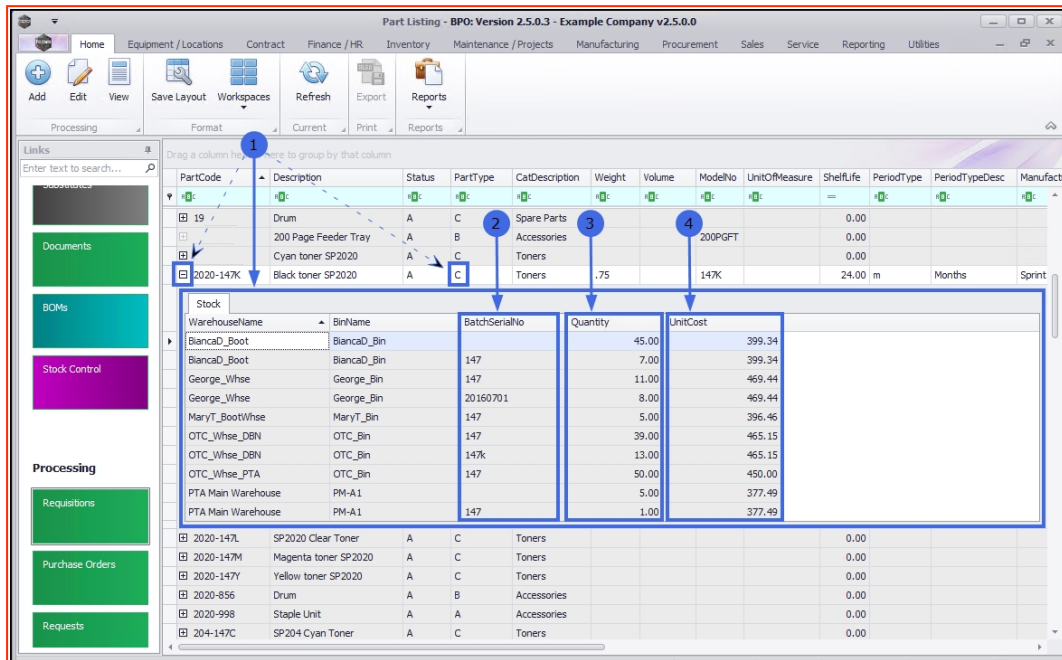 Part Listing - BPO: Version 2.5.0.3 - Example Company v2.5.0.0
Home Equipment / Locations Contract Finance / HR Inventory Maintenance / Projects Manufacturing Procurement Sales Service Reporting Utilities
Add Edit View Save Layout Workspaces Refresh Export Reports
Processing Format Current Print Reports
Links
Enter text to search...
Substitutes
Documents
BOMs
Stock Control
Processing
Requisitions
Purchase Orders
Requests
1
Drag a column here to group by that column
PartCode Description Status PartType CatDescription Weight Volume ModelNo UnitOfMeasure ShelfLife PeriodType PeriodTypeDesc Manufact
19 Drum A C Spare Parts 0.00
200 Page Feeder Tray A B Accessories 200PGFT 0.00
Cyan toner SP2020 A C Toners 0.00
2020-147K Black toner SP2020 A C Toners .75 147K 24.00 m Months Sprint
2 3 4
Stock
WarehouseName BinName BatchSerialNo Quantity UnitCost
BiancaD_Boot BiancaD_Bin 45.00 399.34
BiancaD_Boot BiancaD_Bin 147 7.00 399.34
George_Whse George_Bin 147 11.00 469.44
George_Whse George_Bin 20160701 8.00 469.44
MaryT_BootWhse MaryT_Bin 147 5.00 396.46
OTC_Whse_DBN OTC_Bin 147 39.00 465.15
OTC_Whse_DBN OTC_Bin 147k 13.00 465.15
OTC_Whse_PTA OTC_Bin 147 50.00 450.00
PTA Main Warehouse PM-A1 5.00 377.49
PTA Main Warehouse PM-A1 147 1.00 377.49
2020-147L SP2020 Clear Toner A C Toners 0.00
2020-147M Magenta toner SP2020 A C Toners 0.00
2020-147Y Yellow toner SP2020 A C Toners 0.00
2020-856 Drum A B Accessories 0.00
2020-998 Staple Unit A A Accessories 0.00
204-147C SP204 Cyan Toner A C Toners 0.00